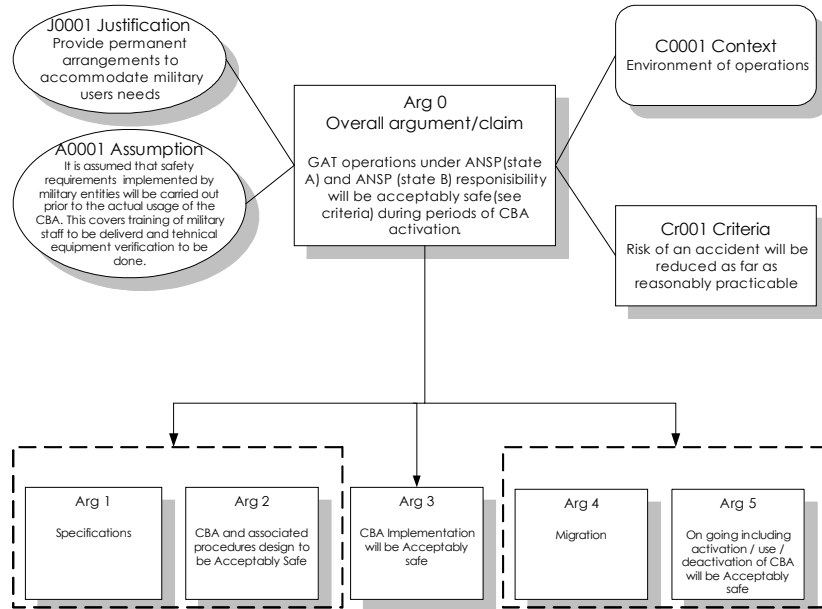 J0001 Justification
Provide permanent
arrangements to
accommodate military
users needs
A0001 Assumption
It is assumed that safety
requirements implemented by
military entities will be carried out
prior to the actual usage of the
CBA. This covers training of military
staff to be deliverd and tehnical
equipment verification to be
done.
Arg 0
Overall argument/claim
GAT operations under ANSP(state
A) and ANSP (state B) responisibility
will be acceptably safe(see
criteria) during periods of CBA
activation.
C0001 Context
Environment of operations
Cr001 Criteria
Risk of an accident will be
reduced as far as
reasonably practicable
Arg 1
Specifications
Arg 2
CBA and associated
procedures design to
be Acceptably Safe
Arg 3
CBA Implementation
will be Acceptably
safe
Arg 4
Migration
Arg 5
On going including
activation / use /
deactivation of CBA
will be Acceptably
safe